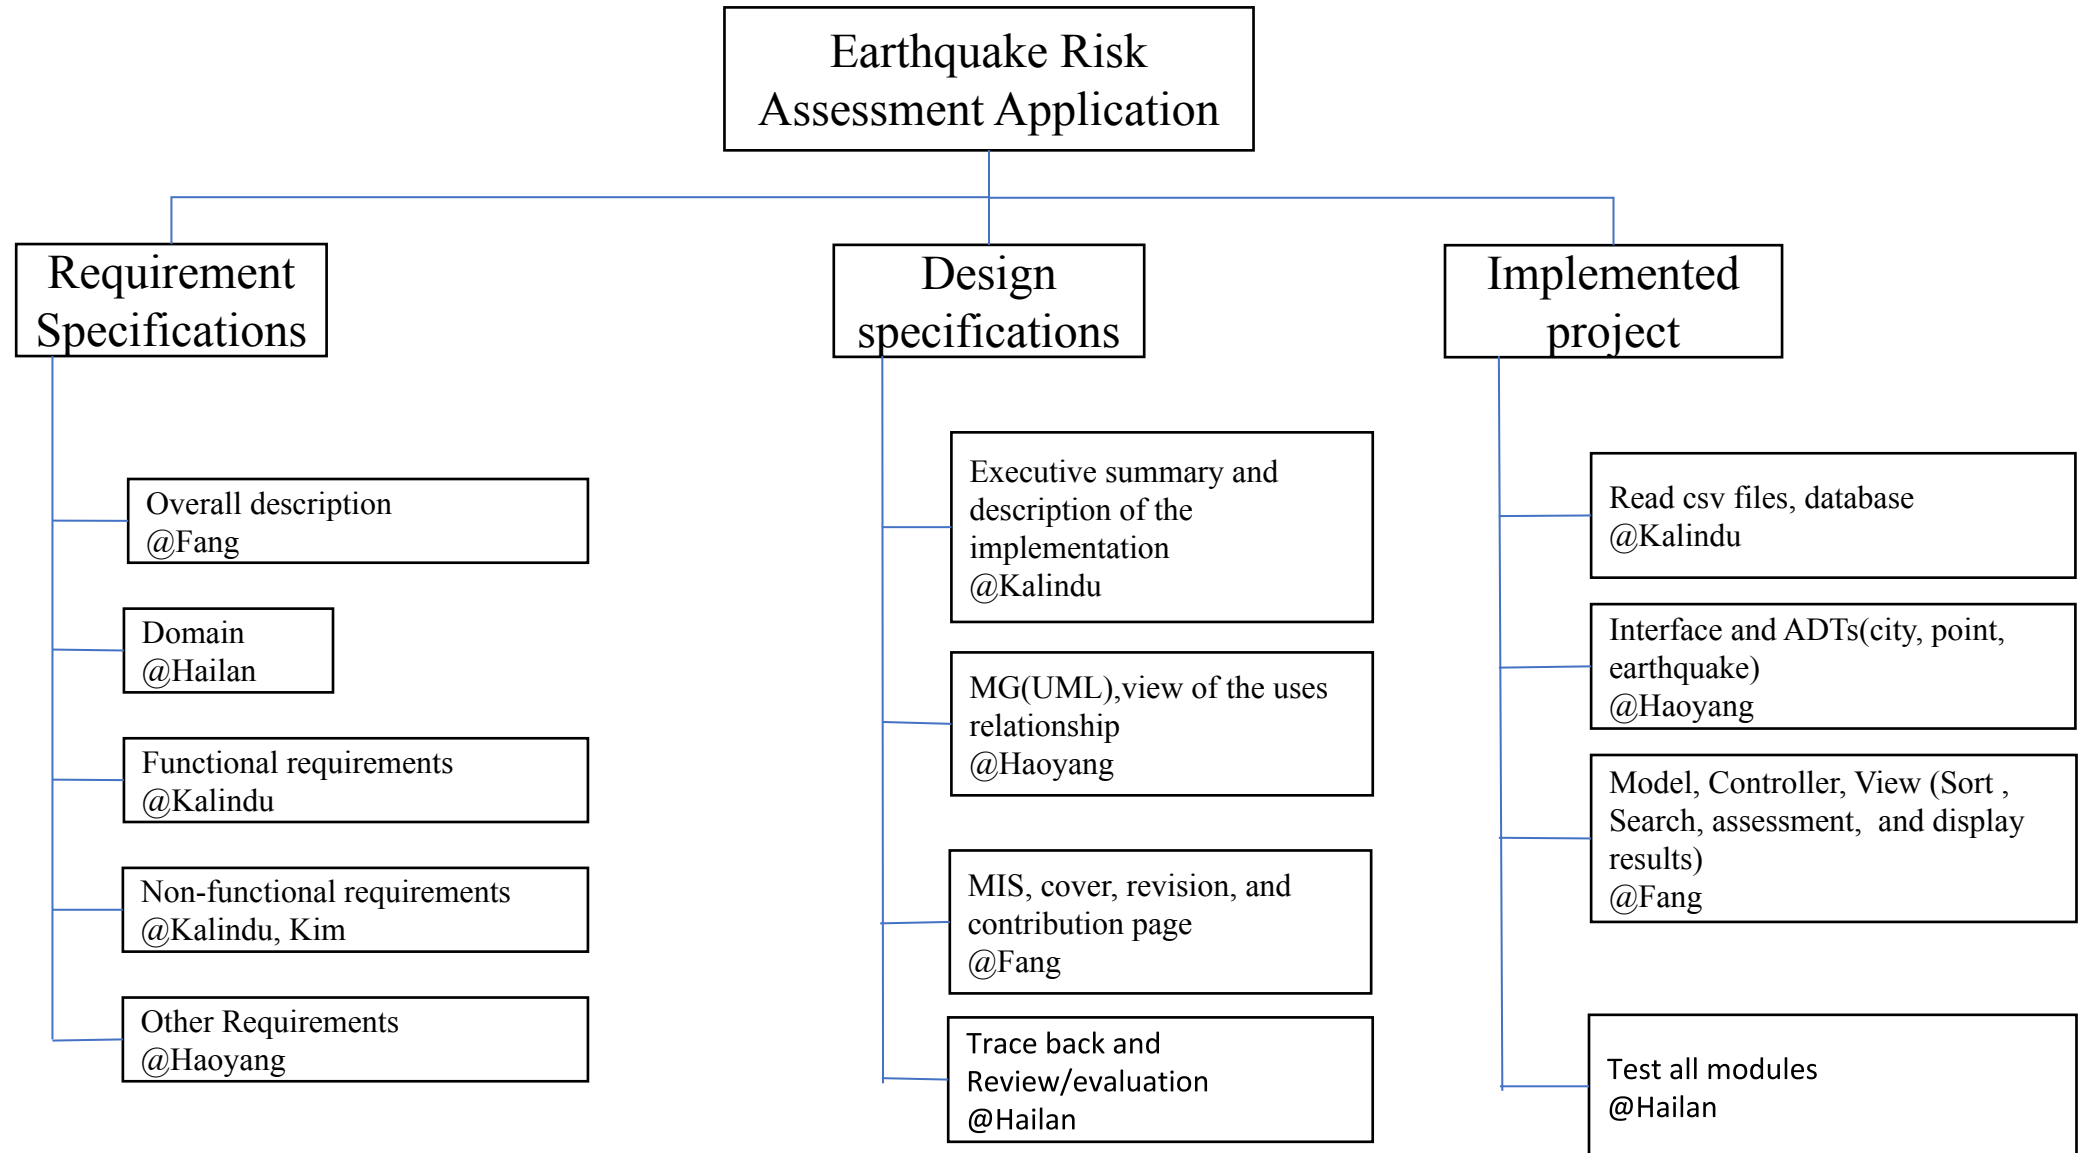 Earthquake Risk
Assessment Application
Requirement
Specifications
Overall description
@Fang
Domain
@Hailan
Functional requirements
@Kalindu
Non-functional requirements
@Kalindu, Kim
Other Requirements
@Haoyang
Design
specifications
Executive summary and
description of the
implementation
@Kalindu
MG(UML),view of the uses
relationship
@Haoyang
MIS, cover, revision, and
contribution page
@Fang
Trace back and
Review/evaluation
@Hailan
Implemented
project
Read csv files, database
@Kalindu
Interface and ADTs(city, point,
earthquake)
@Haoyang
Model, Controller, View (Sort ,
Search, assessment,  and display
results)
@Fang
Test all modules
@Hailan